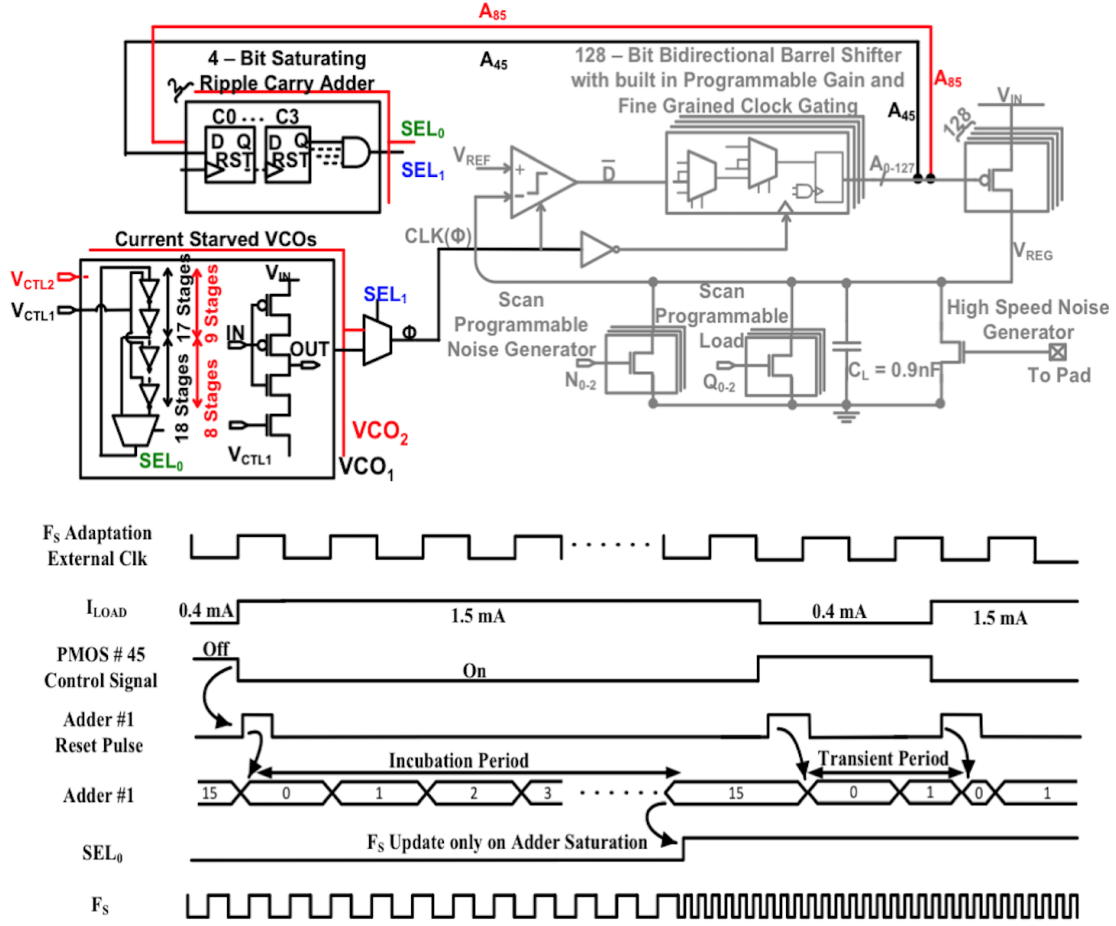 A85
A45
4 – Bit Saturating
Ripple Carry Adder
2
C0 ··· C3
D Q D Q
RST RST
SEL0
SEL1
128 – Bit Bidirectional Barrel Shifter
with built in Programmable Gain and
Fine Grained Clock Gating
A45
A85
VIN
128
VREF
+
-
D
A0-127
VREG
CLK(Φ)
Current Starved VCOs
VCTL2
VCTL1
17 Stages
9 Stages
18 Stages
8 Stages
SEL0
VIN
IN
OUT
VCTL1
SEL1
Φ
VCO2
VCO1
Scan
Programmable
Noise Generator
N0-2
Scan
Programmable
Load
Q0-2
CL = 0.9nF
High Speed Noise
Generator
To Pad
FS Adaptation
External Clk
ILOAD
0.4 mA
1.5 mA
0.4 mA
1.5 mA
PMOS # 45
Control Signal
Off
On
Adder #1
Reset Pulse
Incubation Period
Transient Period
Adder #1
15 0 1 2 3 15 0 1 0 1
FS Update only on Adder Saturation
SEL0
FS